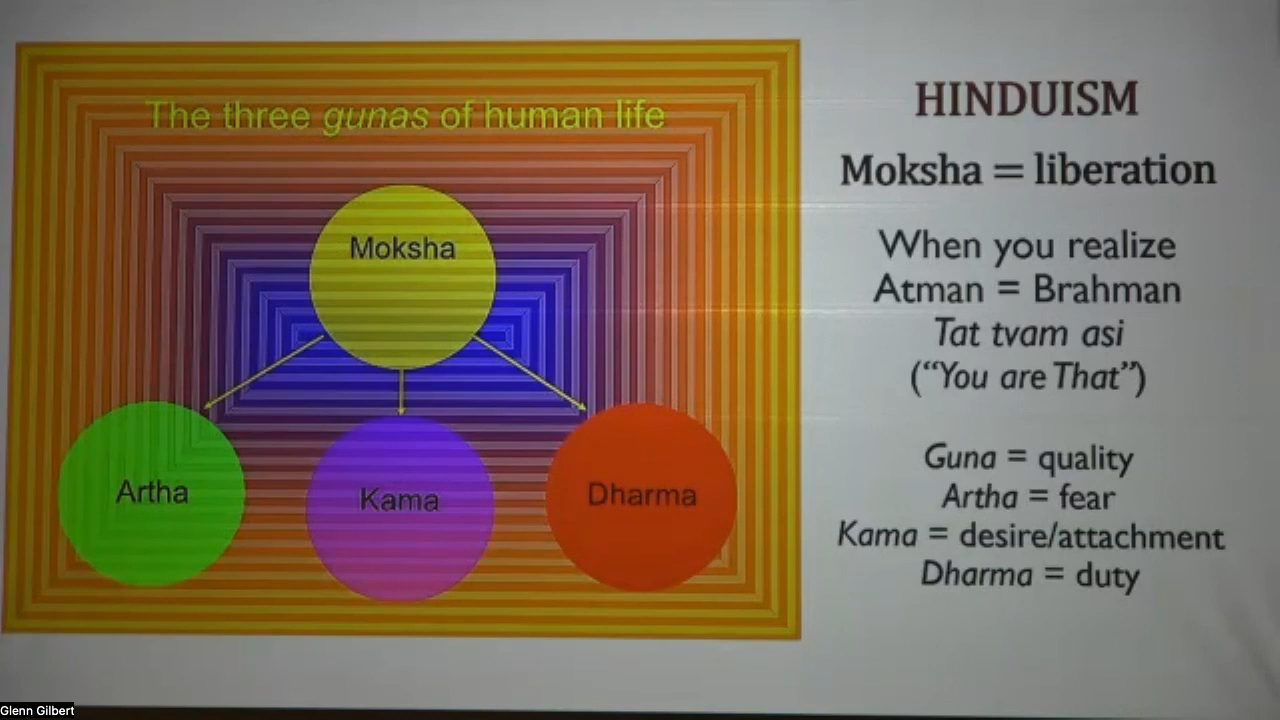 The three gunas of human life
Moksha
Artha
Kama
Dharma
HINDUISM
Moksha = liberation
When you realize
Atman = Brahman
Tat tvam asi
(“You are That”)
Guna = quality
Artha = fear
Kama = desire/attachment
Dharma = duty
Glenn Gilbert